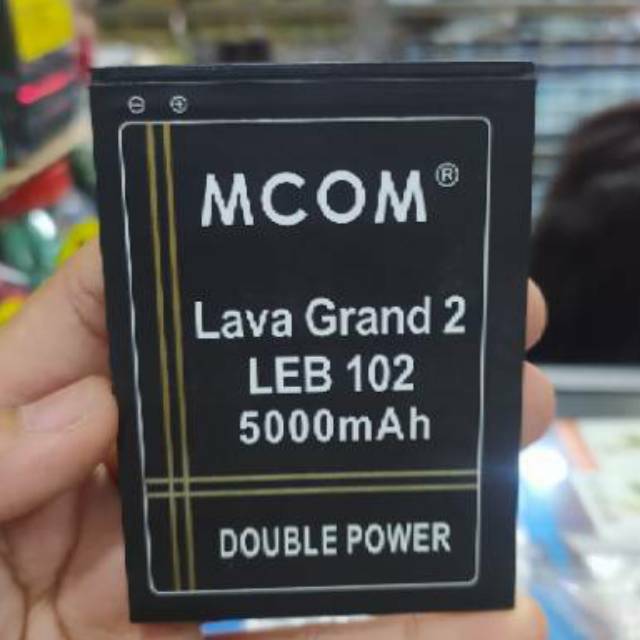 ⊖ ⊕
MCOM®
Lava Grand 2
LEB 102
5000mAh
DOUBLE POWER